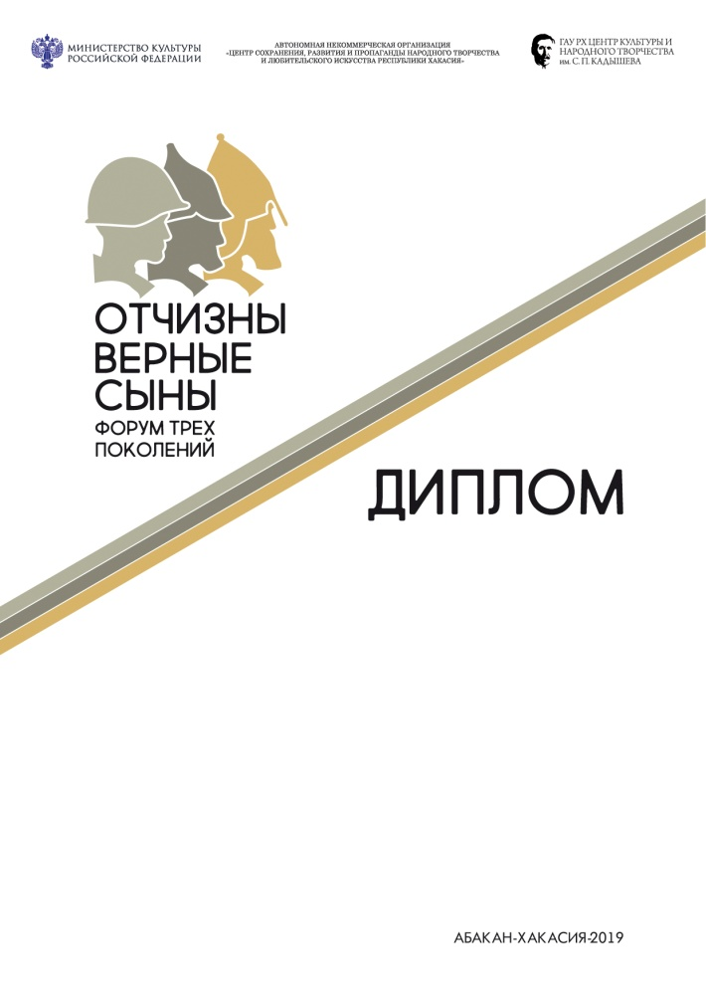 МИНИСТЕРСТВО КУЛЬТУРЫ
РОССИЙСКОЙ ФЕДЕРАЦИИ
АВТОНОМНАЯ НЕКОММЕРЧЕСКАЯ ОРГАНИЗАЦИЯ
«ЦЕНТР СОХРАНЕНИЯ, РАЗВИТИЯ И ПРОПАГАНДЫ НАРОДНОГО ТВОРЧЕСТВА
И ЛЮБИТЕЛЬСКОГО ИСКУССТВА РЕСПУБЛИКИ ХАКАСИЯ»
ГАУ РХ ЦЕНТР КУЛЬТУРЫ И
НАРОДНОГО ТВОРЧЕСТВА
им. С. П. КАДЫШЕВА
ОТЧИЗНЫ
ВЕРНЫЕ
СЫНЫ
ФОРУМ ТРЕХ
ПОКОЛЕНИЙ
ДИПЛОМ
АБАКАН-ХАКАСИЯ-2019